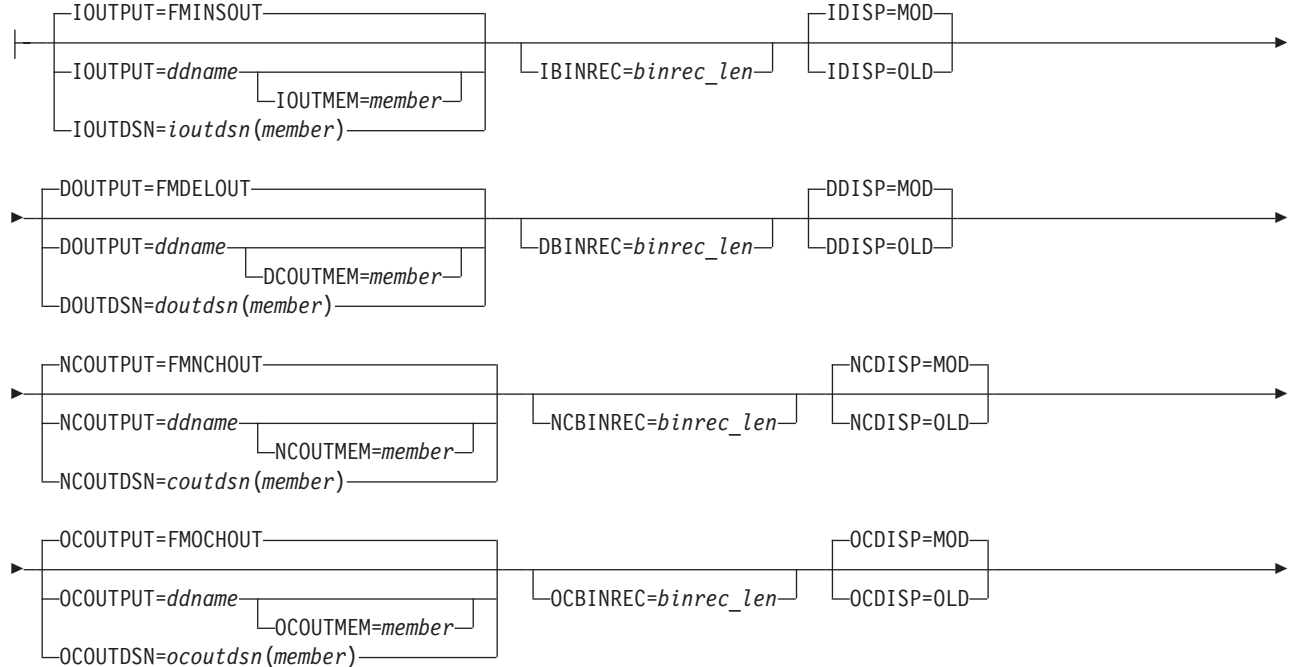 IOUTPUT=FMINSOUT IDISP=MOD
IOUTPUT=ddname IBINREC=binrec_len IDISP=OLD
IOUTMEM=member
IOUTDSN=ioutdsn(member)
DOUTPUT=FMDELOUT DDISP=MOD
DOUTPUT=ddname DBINREC=binrec_len DDISP=OLD
DCOUTMEM=member
DOUTDSN=doutdsn(member)
NCOUTPUT=FMNCHOUT NCDISP=MOD
NCOUTPUT=ddname NCBINREC=binrec_len NCDISP=OLD
NCOUTMEM=member
NCOUTDSN=coutdsn(member)
OCOUTPUT=FMOCHOUT OCDISP=MOD
OCOUTPUT=ddname OCBINREC=binrec_len OCDISP=OLD
OCOUTMEM=member
OCOUTDSN=ocoutdsn(member)